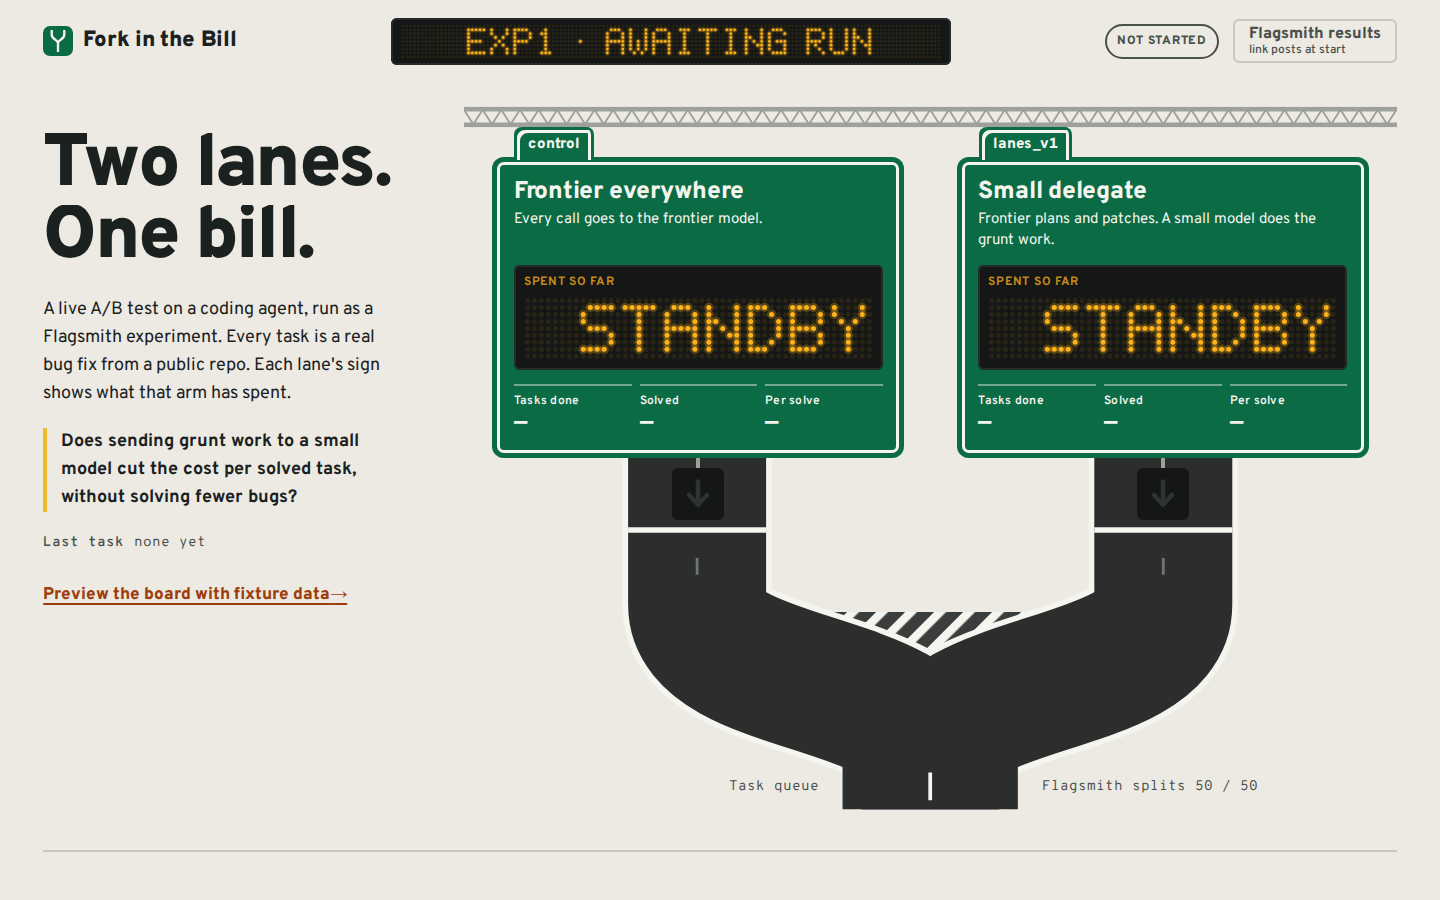 Fork in the Bill
EXP1 · AWAITING RUN
NOT STARTED
Flagsmith results
link posts at start
Two lanes.
One bill.
A live A/B test on a coding agent, run as a
Flagsmith experiment. Every task is a real
bug fix from a public repo. Each lane's sign
shows what that arm has spent.
Does sending grunt work to a small
model cut the cost per solved task,
without solving fewer bugs?
Last task none yet
Preview the board with fixture data→
control
Frontier everywhere
Every call goes to the frontier model.
SPENT SO FAR
STANDBY
Tasks done Solved Per solve
— — —
lanes_v1
Small delegate
Frontier plans and patches. A small model does the
grunt work.
SPENT SO FAR
STANDBY
Tasks done Solved Per solve
— — —
Task queue
Flagsmith splits 50 / 50